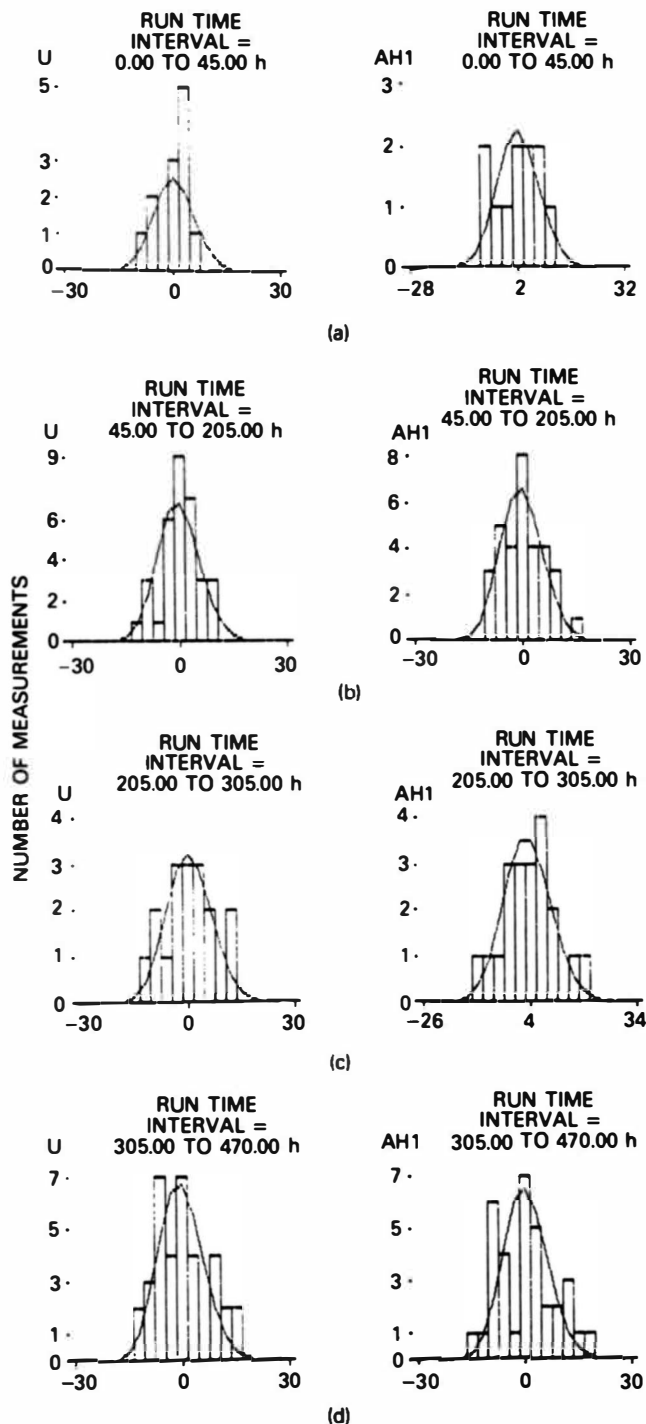 NUMBER OF MEASUREMENTS
RUN TIME
INTERVAL =
0.00 TO 45.00 h
U
5
3
2
1
0
−30 0 30
RUN TIME
INTERVAL =
0.00 TO 45.00 h
AH1
3
2
1
0
−28 2 32
(a)
RUN TIME
INTERVAL =
45.00 TO 205.00 h
U
9
6
4
2
0
−30 0 30
RUN TIME
INTERVAL =
45.00 TO 205.00 h
AH1
8
6
4
2
0
−30 0 30
(b)
RUN TIME
INTERVAL =
205.00 TO 305.00 h
U
4
3
2
1
0
−30 0 30
RUN TIME
INTERVAL =
205.00 TO 305.00 h
AH1
4
3
2
1
0
−26 4 34
(c)
RUN TIME
INTERVAL =
305.00 TO 470.00 h
U
7
5
3
1
0
−30 0 30
RUN TIME
INTERVAL =
305.00 TO 470.00 h
AH1
7
5
3
1
0
−30 0 30
(d)